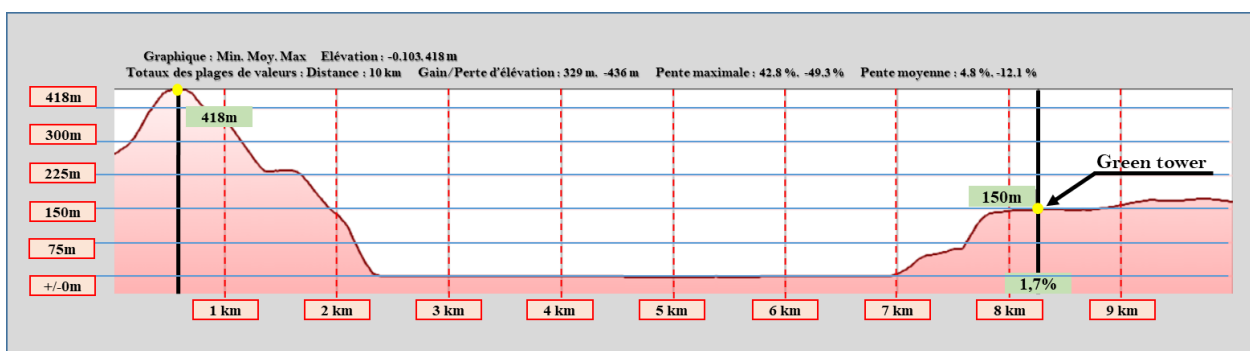 Graphique : Min. Moy. Max Elévation : -0.103. 418 m
Totaux des plages de valeurs : Distance : 10 km Gain/Perte d'élévation : 329 m. -436 m Pente maximale : 42.8 %. -49.3 % Pente moyenne : 4.8 %. -12.1 %
418m
418m
300m
225m
Green tower
150m
150m
75m
+/-0m
1,7%
1 km
2 km
3 km
4 km
5 km
6 km
7 km
8 km
9 km